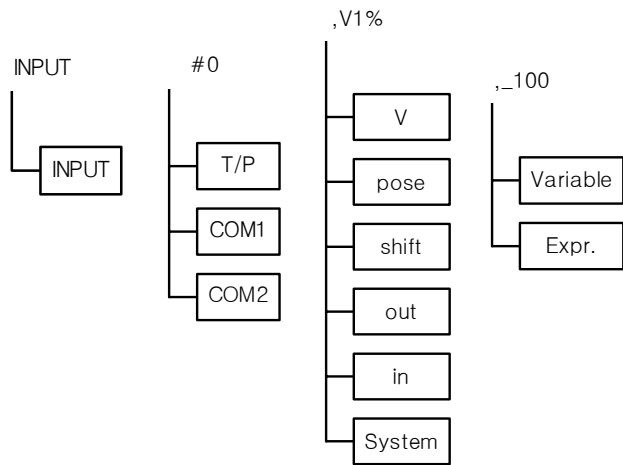 INPUT
INPUT
#0
T/P
COM1
COM2
,V1%
V
pose
shift
out
in
System
,_100
Variable
Expr.